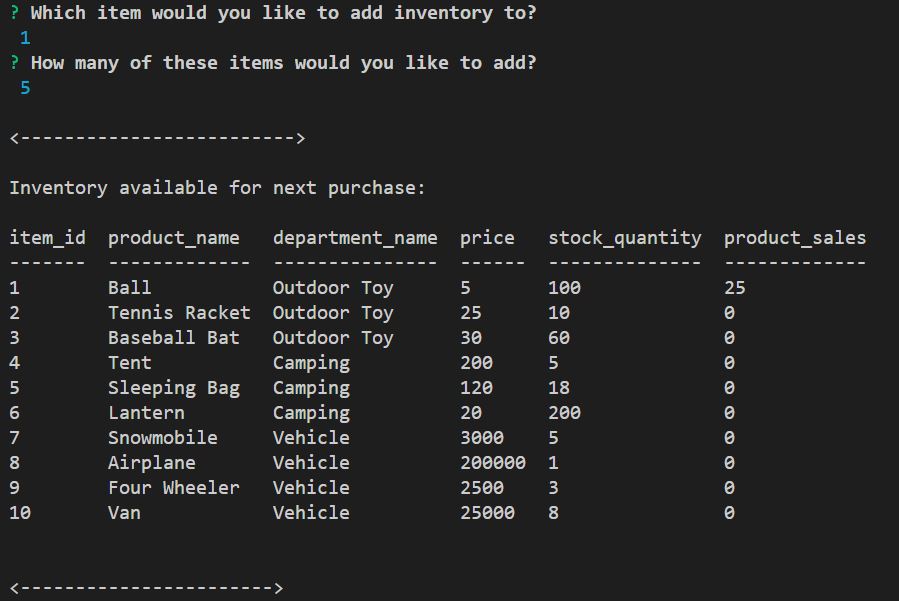 ? Which item would you like to add inventory to?
1
? How many of these items would you like to add?
5
<------------------------->
Inventory available for next purchase:
item_id  product_name   department_name  price   stock_quantity  product_sales
-------  -------------  ---------------  ------  --------------  -------------
1        Ball           Outdoor Toy      5       100             25
2        Tennis Racket  Outdoor Toy      25      10              0
3        Baseball Bat   Outdoor Toy      30      60              0
4        Tent           Camping          200     5               0
5        Sleeping Bag   Camping          120     18              0
6        Lantern        Camping          20      200             0
7        Snowmobile     Vehicle          3000    5               0
8        Airplane       Vehicle          200000  1               0
9        Four Wheeler   Vehicle          2500    3               0
10       Van            Vehicle          25000   8               0
<----------------------->